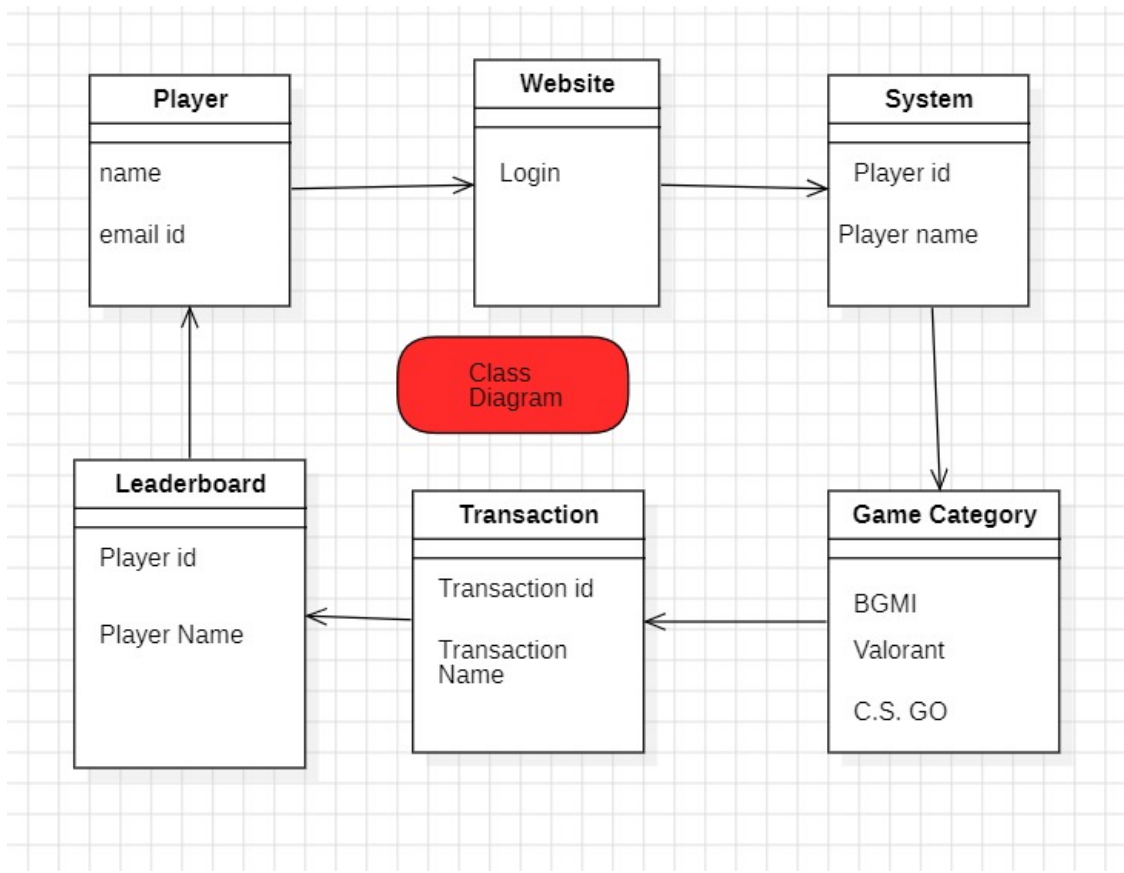 Player
name
email id
Website
Login
System
Player id
Player name
Class
Diagram
Leaderboard
Player id
Player Name
Transaction
Transaction id
Transaction
Name
Game Category
BGMI
Valorant
C.S. GO